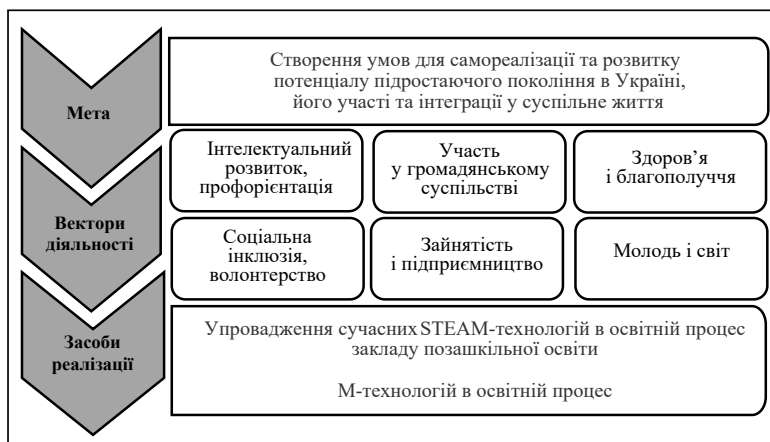 Мета
Створення умов для самореалізації та розвитку
потенціалу підростаючого покоління в Україні,
його участі та інтеграції у суспільне життя
Вектори
діяльності
Інтелектуальний
розвиток,
профорієнтація
Участь
у громадянському
суспільстві
Здоров’я
і благополуччя
Соціальна
інклюзія,
волонтерство
Зайнятість
і підприємництво
Молодь і світ
Засоби
реалізації
Упровадження сучасних STEAM-технологій в освітній процес
закладу позашкільної освіти
М-технологій в освітній процес